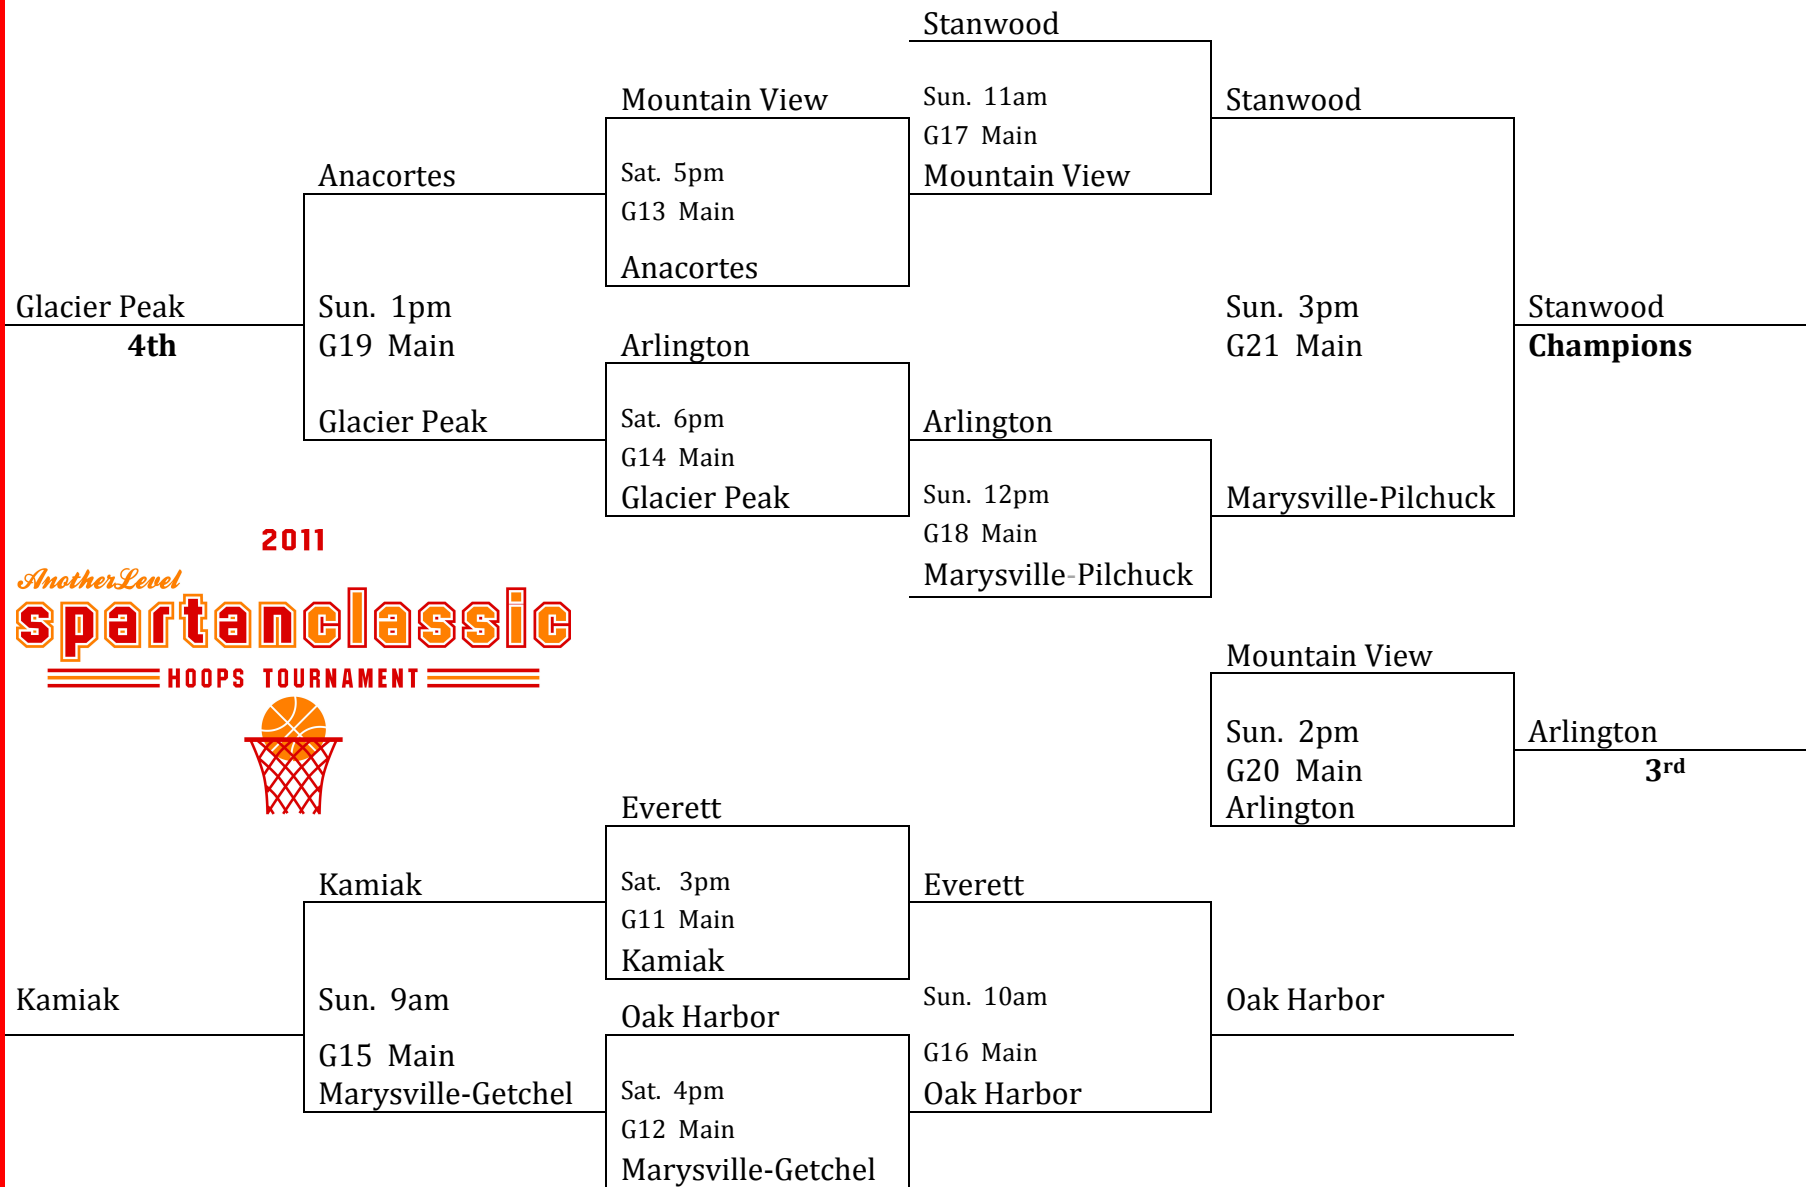 Stanwood
Mountain View
Sun. 11am
Stanwood
G17 Main
Anacortes
Sat. 5pm
Mountain View
G13 Main
Anacortes
Glacier Peak
Sun. 1pm
Sun. 3pm
Stanwood
4th
G19 Main
Arlington
G21 Main
Champions
Glacier Peak
Sat. 6pm
Arlington
G14 Main
Glacier Peak
Sun. 12pm
Marysville-Pilchuck
G18 Main
Marysville-Pilchuck
2011
AnotherLevel
spartanclassic
HOOPS TOURNAMENT
Mountain View
Sun. 2pm
Arlington
G20 Main
3rd
Arlington
Everett
Kamiak
Sat. 3pm
Everett
G11 Main
Kamiak
Kamiak
Sun. 9am
Sun. 10am
Oak Harbor
Oak Harbor
G15 Main
G16 Main
Marysville-Getchel
Sat. 4pm
Oak Harbor
G12 Main
Marysville-Getchel